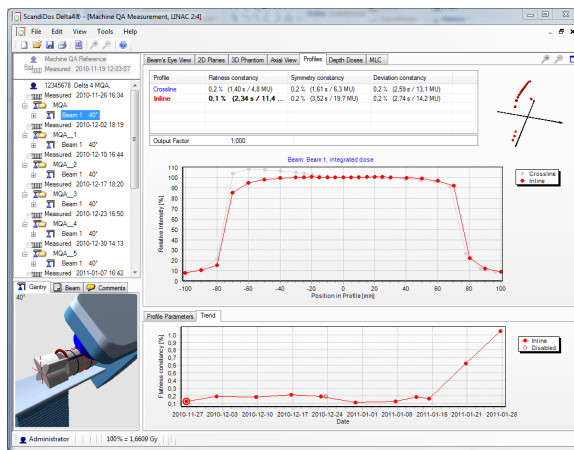 ScandiDos Delta4® - [Machine QA Measurement, LINAC 2:4]
File Edit View Tools Help
Machine QA Reference
Measured 2010-11-19 12:03:07
12345678 Delta 4 MQA,
Measured 2010-11-26 16:34
MQA
Beam 1 40°
Measured 2010-12-02 18:19
MQA__1
Beam 1 40°
Measured 2010-12-10 16:44
MQA_2
Beam 1 40°
Measured 2010-12-17 18:20
MQA_3
Beam 1 40°
Measured 2010-12-23 16:50
MQA_4
Beam 1 40°
Measured 2010-12-30 14:13
MQA_5
Beam 1 40°
Measured 2011-01-07 16:42
Gantry Beam Comments
40°
Beam's Eye View 2D Planes 3D Phantom Axial View Profiles Depth Doses MLC
Profile Flatness constancy Symmetry constancy Deviation constancy
Crossline 0,2 % (1,40 s / 4,8 MU) 0,2 % (1,61 s / 6,3 MU) 0,2 % (2,59 s / 13,1 MU)
Inline 0,1 % (2,34 s / 11,4 ... 0,2 % (3,52 s / 19,7 MU) 0,2 % (2,74 s / 14,2 MU)
Output Factor 1,000
Beam: Beam 1, integrated dose
Relative Intensity [%]
110
100
90
80
70
60
50
40
30
20
10
0
-100 -80 -60 -40 -20 0 20 40 60 80 100
Position in Profile [mm]
Crossline
Inline
Profile Parameters Trend
Flatness constancy [%]
1,0
0,9
0,8
0,7
0,6
0,5
0,4
0,3
0,2
0,1
2010-11-27 2010-12-03 2010-12-10 2010-12-17 2010-12-24 2011-01-01 2011-01-08 2011-01-15 2011-01-21 2011-01-28
Date
Inline
Disabled
Administrator 100% = 1,6609 Gy